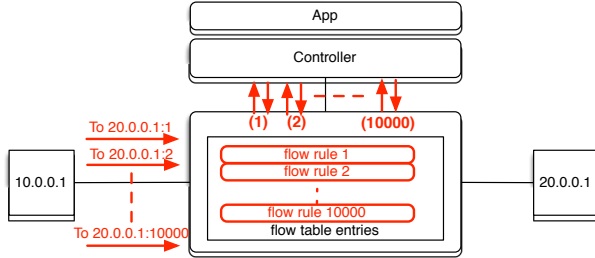 App
Controller
(1) (2) (10000)
To 20.0.0.1:1
To 20.0.0.1:2
To 20.0.0.1:10000
10.0.0.1
flow rule 1
flow rule 2
flow rule 10000
flow table entries
20.0.0.1